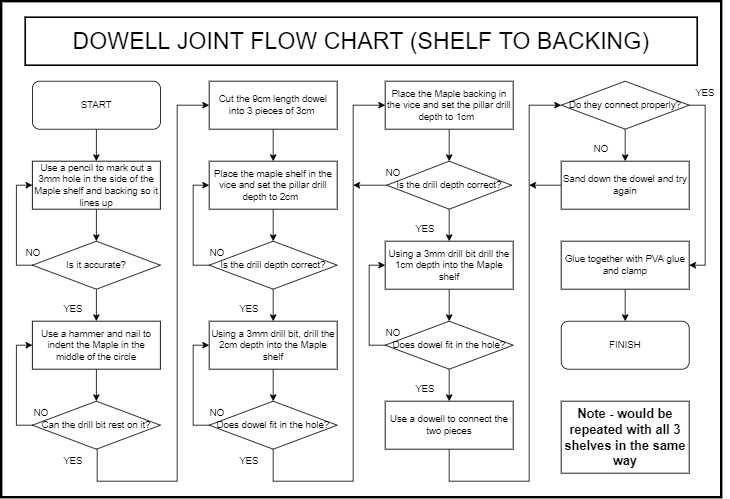 DOWELL JOINT FLOW CHART (SHELF TO BACKING)
START
Use a pencil to mark out a
3mm hole in the side of the
Maple shelf and backing so it
lines up
NO
Is it accurate?
YES
Use a hammer and nail to
indent the Maple in the
middle of the circle
NO
Can the drill bit rest on it?
YES
Cut the 9cm length dowel
into 3 pieces of 3cm
Place the maple shelf in the
vice and set the pillar drill
depth to 2cm
NO
Is the drill depth correct?
YES
Using a 3mm drill bit, drill the
2cm depth into the Maple
shelf
NO
Does dowel fit in the hole?
YES
Place the Maple backing in
the vice and set the pillar drill
depth to 1cm
NO
Is the drill depth correct?
YES
Using a 3mm drill bit drill the
1cm depth into the Maple
shelf
NO
Does dowel fit in the hole?
YES
Use a dowell to connect the
two pieces
YES
Do they connect properly?
NO
Sand down the dowel and try
again
Glue together with PVA glue
and clamp
FINISH
Note - would be
repeated with all 3
shelves in the same
way